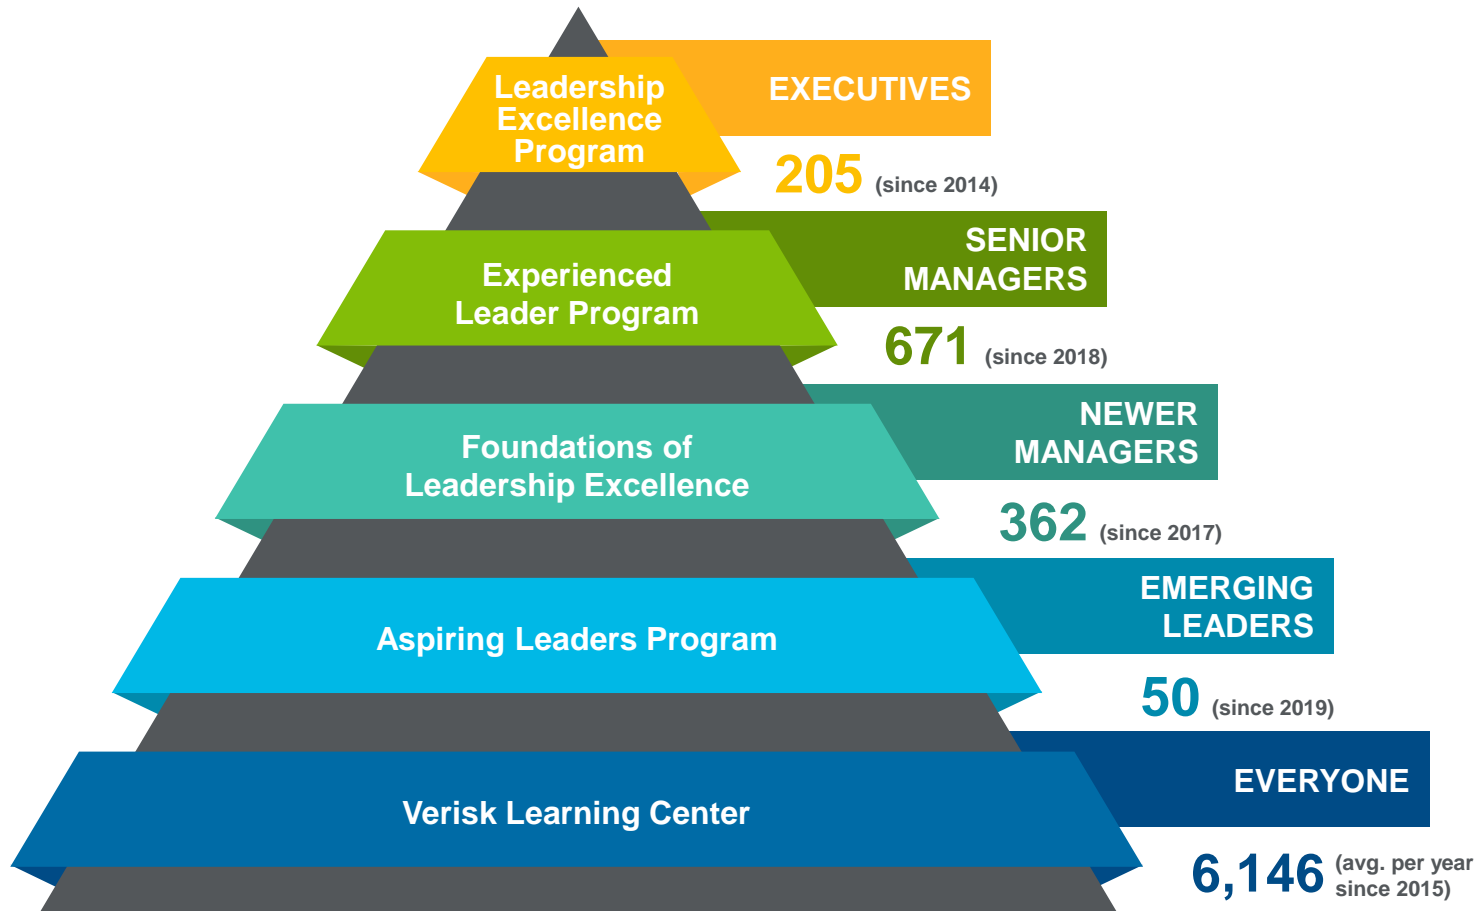 Leadership
Excellence
Program
EXECUTIVES
205 (since 2014)
Experienced
Leader Program
SENIOR
MANAGERS
671 (since 2018)
Foundations of
Leadership Excellence
NEWER
MANAGERS
362 (since 2017)
Aspiring Leaders Program
EMERGING
LEADERS
50 (since 2019)
Verisk Learning Center
EVERYONE
6,146 (avg. per year
since 2015)